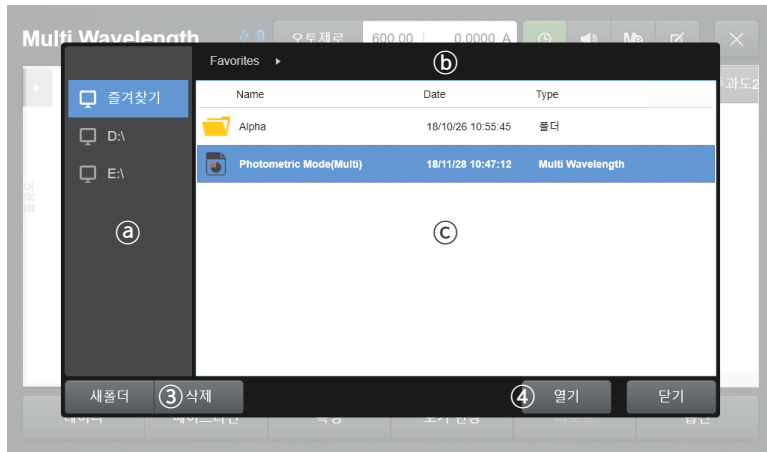 Multi Wavelength
오토제로 600.00 0.0000 A
Favorites ▸ ⓑ
즐겨찾기
D:\
E:\
ⓐ
Name Date Type
Alpha 18/10/26 10:55:45 폴더
Photometric Mode(Multi) 18/11/28 10:47:12 Multi Wavelength
ⓒ
새폴더 ③ 삭제 ④ 열기 닫기